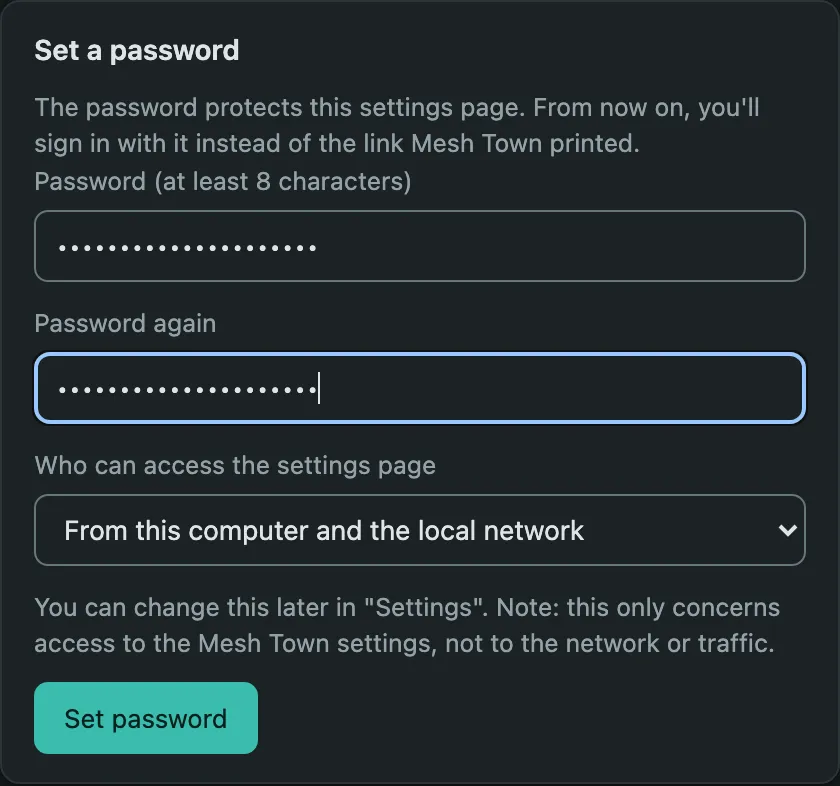 Set a password
The password protects this settings page. From now on, you'll
sign in with it instead of the link Mesh Town printed.
Password (at least 8 characters)
•••••••••••••••••••••
Password again
•••••••••••••••••••••
Who can access the settings page
From this computer and the local network
You can change this later in "Settings". Note: this only concerns
access to the Mesh Town settings, not to the network or traffic.
Set password